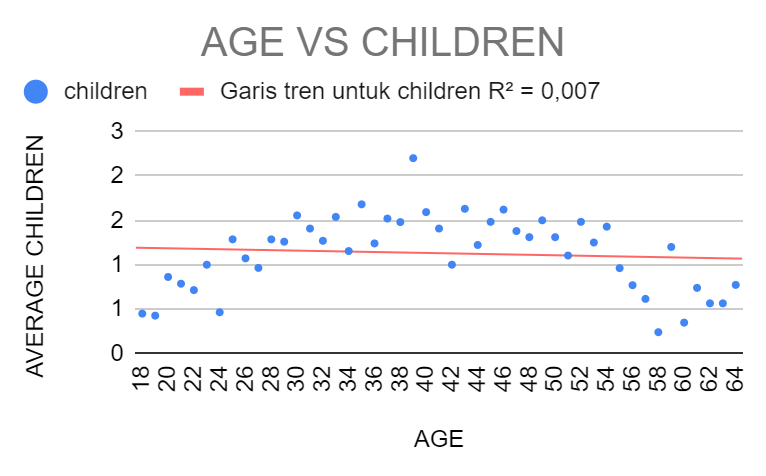 AGE VS CHILDREN
children
Garis tren untuk children R² = 0,007
AVERAGE CHILDREN
3
2
2
1
1
0
18 20 22 24 26 28 30 32 34 36 38 40 42 44 46 48 50 52 54 56 58 60 62 64
AGE